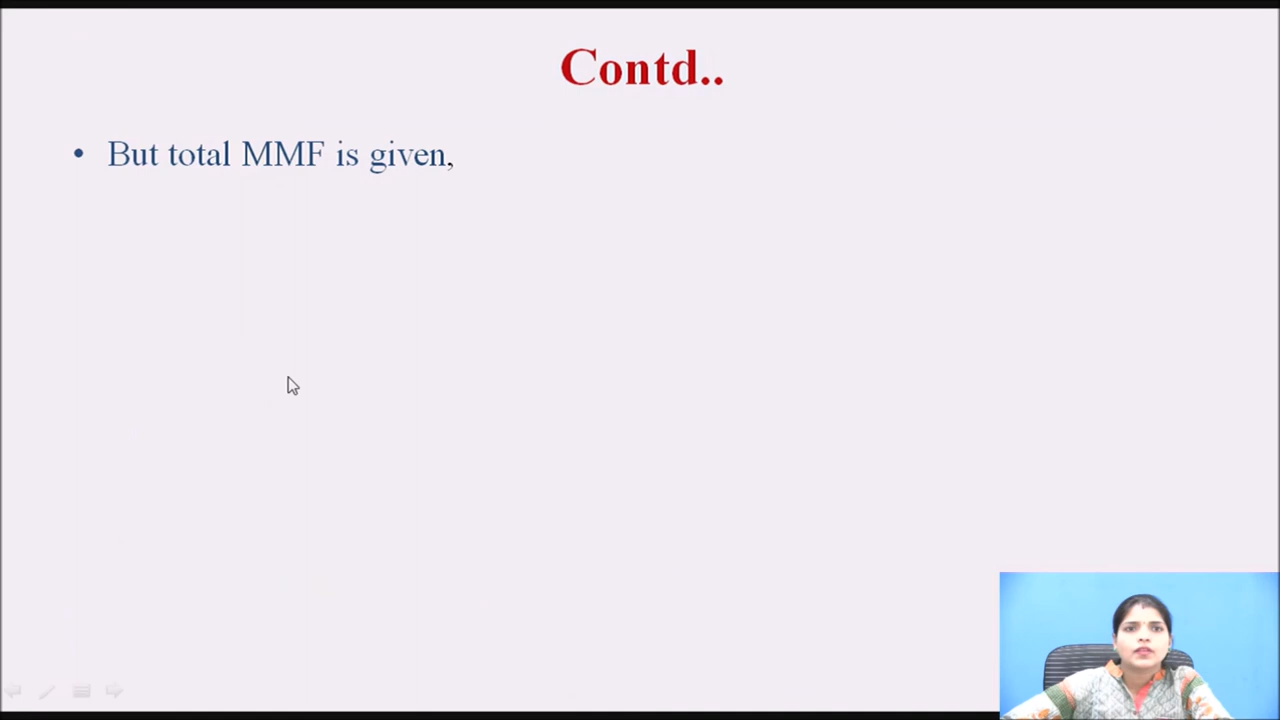 Contd..
• But total MMF is given,